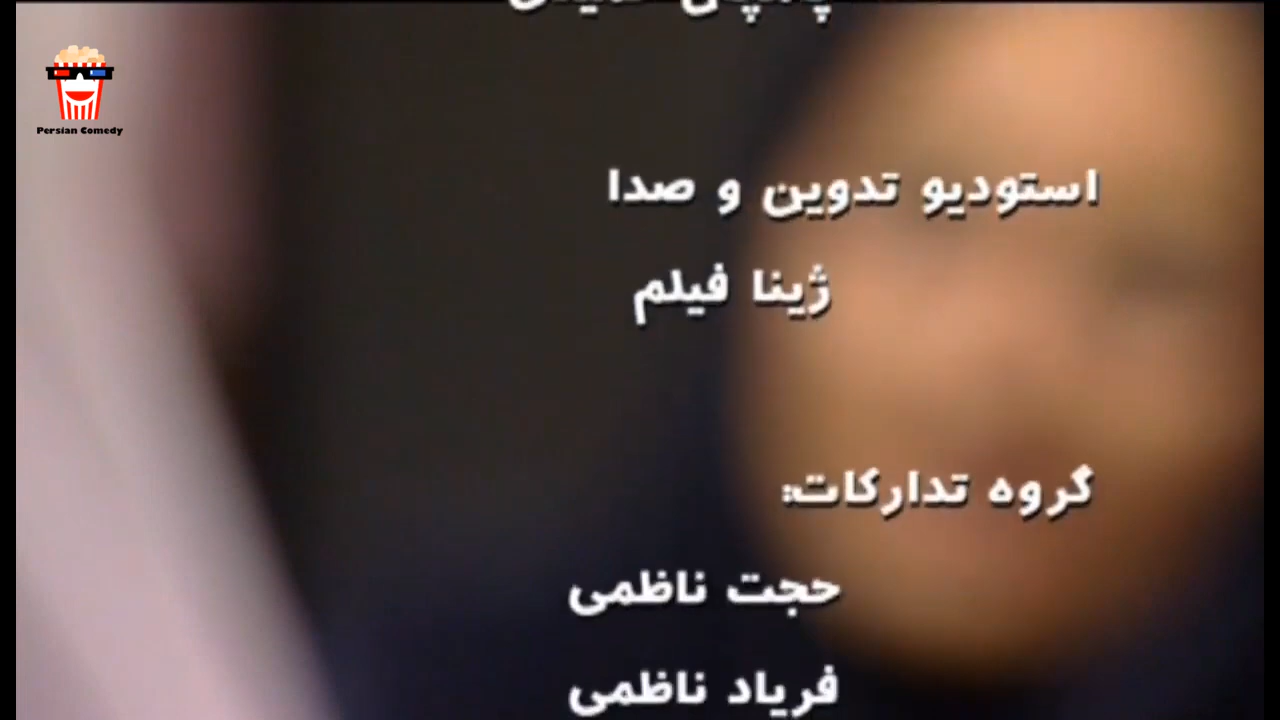 Persian Comedy
استودیو تدوین و صدا
ژینا فیلم
گروه تدارکات:
حجت ناظمی
فریاد ناظمی